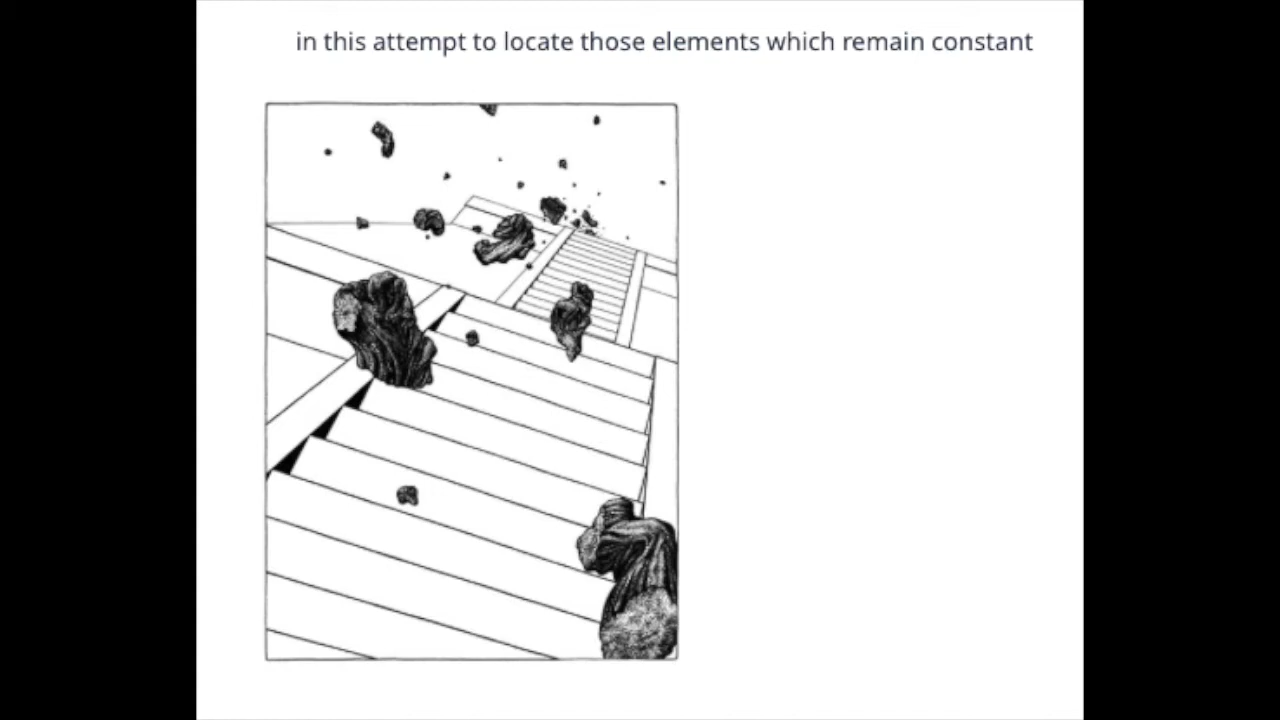 in this attempt to locate those elements which remain constant